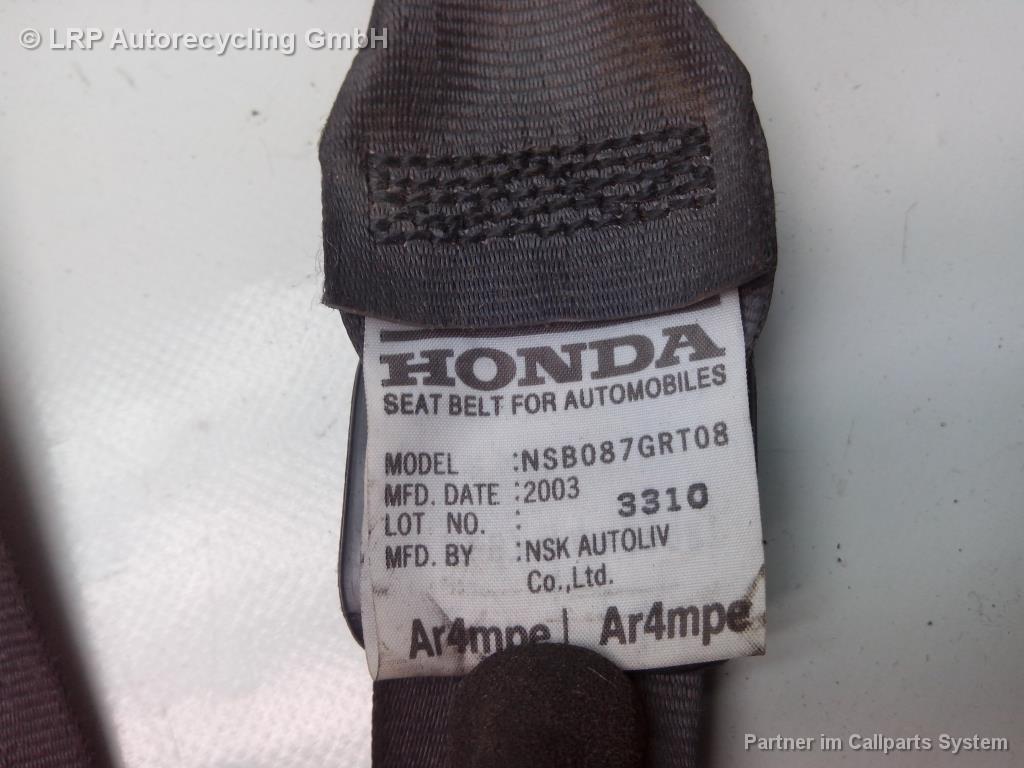 © LRP Autorecycling GmbH
HONDA
SEAT BELT FOR AUTOMOBILES
MODEL :NSB087GRT08
MFD. DATE :2003
LOT NO. : 3310
MFD. BY :NSK AUTOLIV
Co.,Ltd.
Ar4mpe | Ar4mpe
Partner im Callparts System